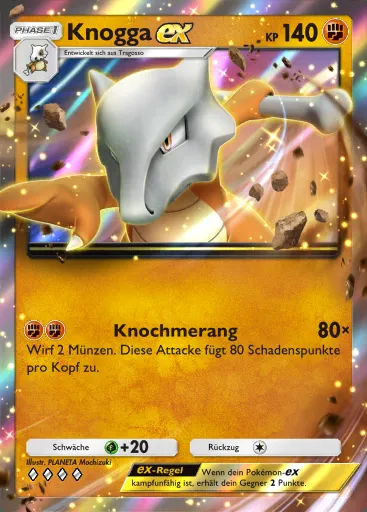 PHASE 1
Knogga ex
KP 140
Entwickelt sich aus Tragosso
Knochmerang 80×
Wirf 2 Münzen. Diese Attacke fügt 80 Schadenspunkte
pro Kopf zu.
Schwäche +20 Rückzug
Illustr. PLANETA Mochizuki
ex-Regel Wenn dein Pokémon-ex
kampfunfähig ist, erhält dein Gegner 2 Punkte.